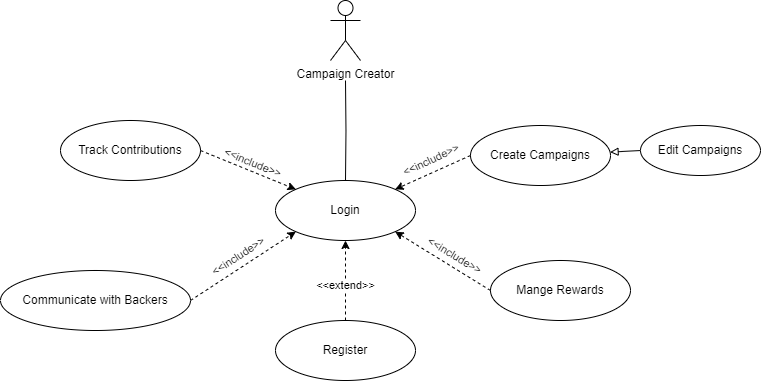 Campaign Creator
Track Contributions
<<include>>
<<include>>
Create Campaigns
Edit Campaigns
Login
<<include>>
<<include>>
Communicate with Backers
<<extend>>
Mange Rewards
Register